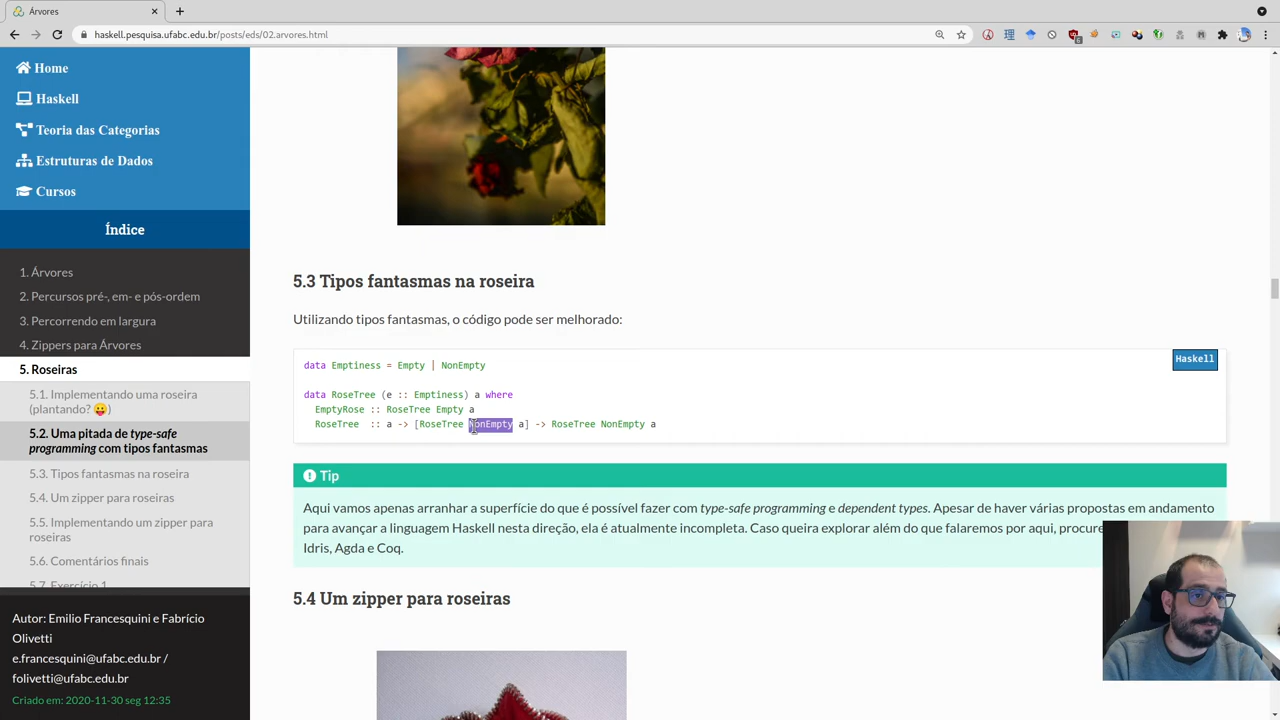 Árvores
haskell.pesquisa.ufabc.edu.br/posts/eds/02.arvores.html
Home
Haskell
Teoria das Categorias
Estruturas de Dados
Cursos
Índice
1. Árvores
2. Percursos pré-, em- e pós-ordem
3. Percorrendo em largura
4. Zippers para Árvores
5. Roseiras
5.1. Implementando uma roseira
(plantando? 😛)
5.2. Uma pitada de type-safe
programming com tipos fantasmas
5.3. Tipos fantasmas na roseira
5.4. Um zipper para roseiras
5.5. Implementando um zipper para
roseiras
5.6. Comentários finais
5.7. Exercício 1
Autor: Emilio Francesquini e Fabrício
Olivetti
e.francesquini@ufabc.edu.br /
folivetti@ufabc.edu.br
Criado em: 2020-11-30 seg 12:35
5.3 Tipos fantasmas na roseira
Utilizando tipos fantasmas, o código pode ser melhorado:
Haskell
data Emptiness = Empty | NonEmpty
data RoseTree (e :: Emptiness) a where
EmptyRose :: RoseTree Empty a
RoseTree :: a -> [RoseTree NonEmpty a] -> RoseTree NonEmpty a
Tip
Aqui vamos apenas arranhar a superfície do que é possível fazer com type-safe programming e dependent types. Apesar de haver várias propostas em andamento
para avançar a linguagem Haskell nesta direção, ela é atualmente incompleta. Caso queira explorar além do que falaremos por aqui, procure
Idris, Agda e Coq.
5.4 Um zipper para roseiras